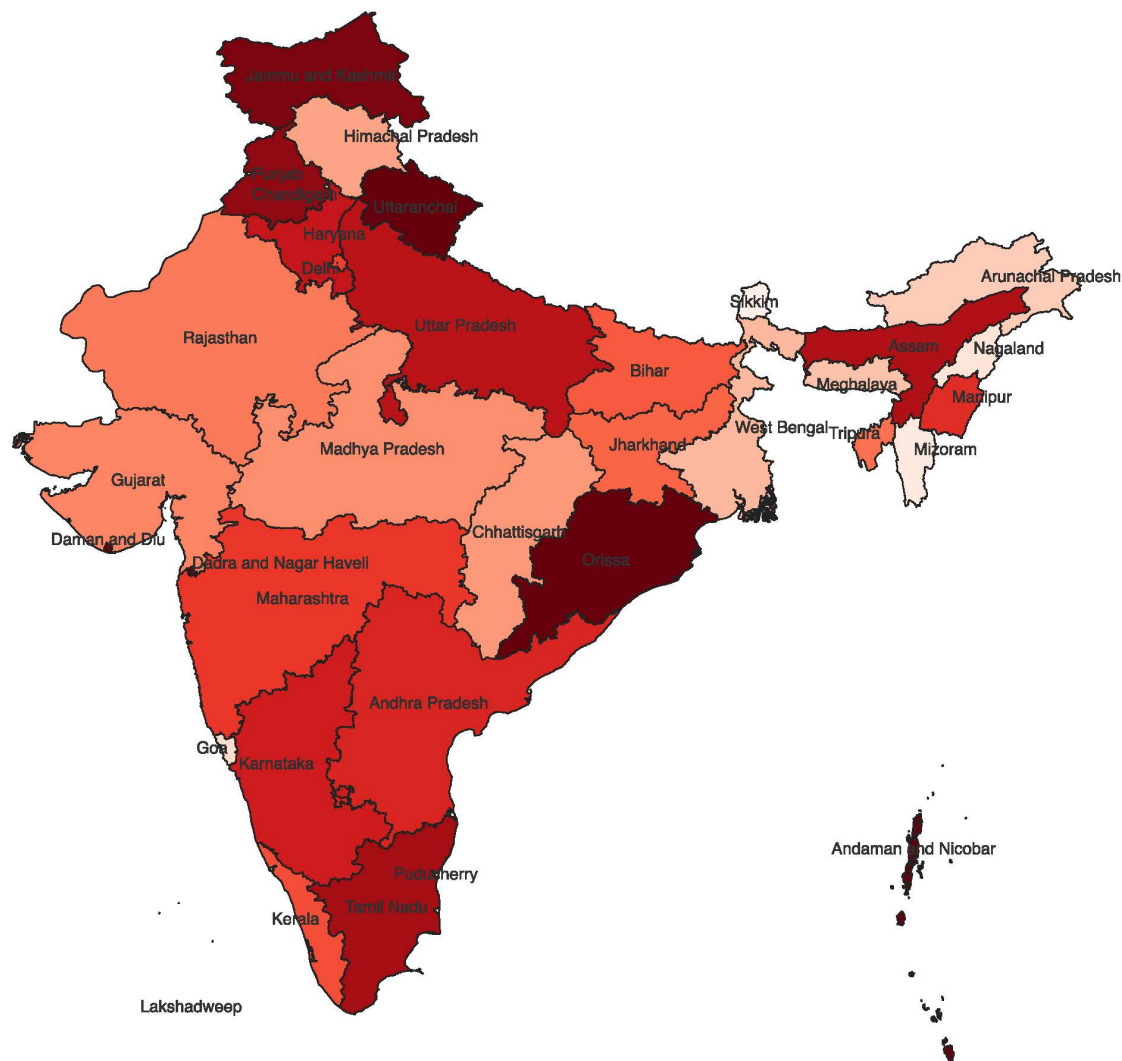 Jammu and Kashmir
Himachal Pradesh
Punjab
Chandigarh
Uttaranchal
Haryana
Delhi
Arunachal Pradesh
Sikkim
Uttar Pradesh
Rajasthan
Assam
Nagaland
Bihar
Meghalaya
Manipur
West Bengal
Tripura
Jharkhand
Madhya Pradesh
Mizoram
Gujarat
Chhattisgarh
Daman and Diu
Orissa
Dadra and Nagar Haveli
Maharashtra
Andhra Pradesh
Goa
Karnataka
Andaman and Nicobar
Puducherry
Tamil Nadu
Kerala
Lakshadweep